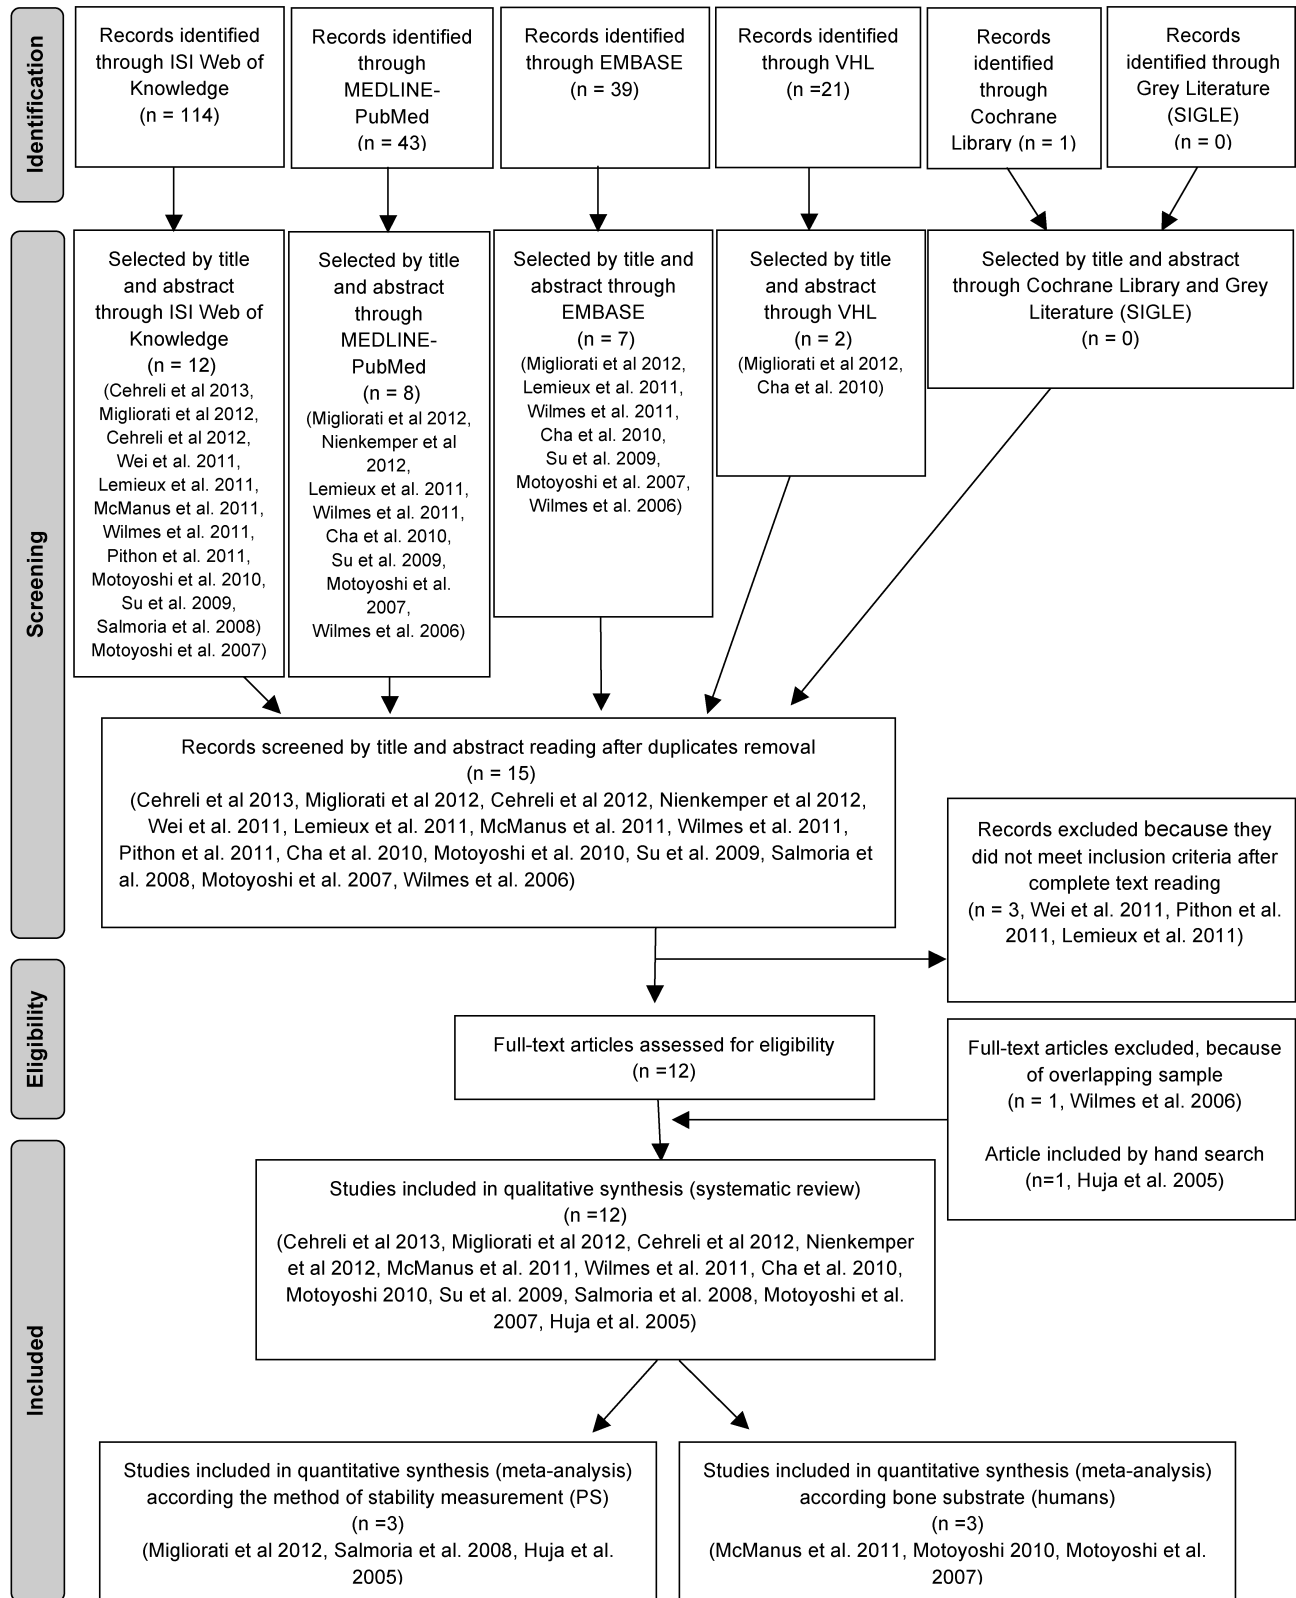 Identification
Records identified
through ISI Web of
Knowledge
(n = 114)
Records identified
through
MEDLINE-
PubMed
(n = 43)
Records identified
through EMBASE
(n = 39)
Records identified
through VHL
(n =21)
Records
identified
through
Cochrane
Library (n = 1)
Records
identified through
Grey Literature
(SIGLE)
(n = 0)
Screening
Selected by title
and abstract
through ISI Web of
Knowledge
(n = 12)
(Cehreli et al 2013,
Migliorati et al 2012,
Cehreli et al 2012,
Wei et al. 2011,
Lemieux et al. 2011,
McManus et al. 2011,
Wilmes et al. 2011,
Pithon et al. 2011,
Motoyoshi et al. 2010,
Su et al. 2009,
Salmoria et al. 2008)
Motoyoshi et al. 2007)
Selected by title
and abstract
through
MEDLINE-
PubMed
(n = 8)
(Migliorati et al 2012,
Nienkemper et al
2012,
Lemieux et al. 2011,
Wilmes et al. 2011,
Cha et al. 2010,
Su et al. 2009,
Motoyoshi et al.
2007,
Wilmes et al. 2006)
Selected by title and
abstract through
EMBASE
(n = 7)
(Migliorati et al 2012,
Lemieux et al. 2011,
Wilmes et al. 2011,
Cha et al. 2010,
Su et al. 2009,
Motoyoshi et al. 2007,
Wilmes et al. 2006)
Selected by title
and abstract
through VHL
(n = 2)
(Migliorati et al 2012,
Cha et al. 2010)
Selected by title and abstract
through Cochrane Library and Grey
Literature (SIGLE)
(n = 0)
Records screened by title and abstract reading after duplicates removal
(n = 15)
(Cehreli et al 2013, Migliorati et al 2012, Cehreli et al 2012, Nienkemper et al 2012,
Wei et al. 2011, Lemieux et al. 2011, McManus et al. 2011, Wilmes et al. 2011,
Pithon et al. 2011, Cha et al. 2010, Motoyoshi et al. 2010, Su et al. 2009, Salmoria et
al. 2008, Motoyoshi et al. 2007, Wilmes et al. 2006)
Records excluded because they
did not meet inclusion criteria after
complete text reading
(n = 3, Wei et al. 2011, Pithon et al.
2011, Lemieux et al. 2011)
Eligibility
Full-text articles assessed for eligibility
(n =12)
Full-text articles excluded, because
of overlapping sample
(n = 1, Wilmes et al. 2006)
Article included by hand search
(n=1, Huja et al. 2005)
Included
Studies included in qualitative synthesis (systematic review)
(n =12)
(Cehreli et al 2013, Migliorati et al 2012, Cehreli et al 2012, Nienkemper
et al 2012, McManus et al. 2011, Wilmes et al. 2011, Cha et al. 2010,
Motoyoshi 2010, Su et al. 2009, Salmoria et al. 2008, Motoyoshi et al.
2007, Huja et al. 2005)
Studies included in quantitative synthesis (meta-analysis)
according the method of stability measurement (PS)
(n =3)
(Migliorati et al 2012, Salmoria et al. 2008, Huja et al.
2005)
Studies included in quantitative synthesis (meta-analysis)
according bone substrate (humans)
(n =3)
(McManus et al. 2011, Motoyoshi 2010, Motoyoshi et al.
2007)